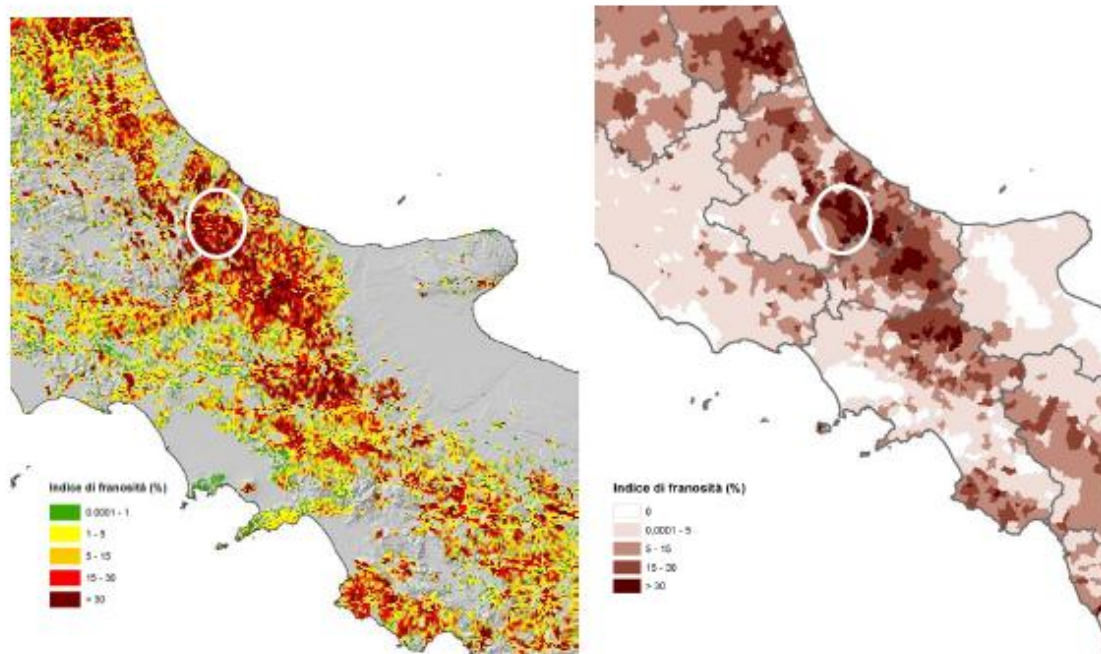 Indice di franosità (%)
0.0001 - 1
1 - 5
5 - 15
15 - 30
> 30
Indice di franosità (%)
0
0,0001 - 5
5 - 15
15 - 30
> 30